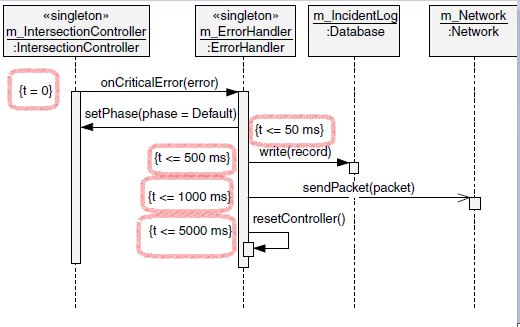 «singleton»
m_IntersectionController
:IntersectionController
«singleton»
m_ErrorHandler
:ErrorHandler
m_IncidentLog
:Database
m_Network
:Network
onCriticalError(error)
{t = 0}
setPhase(phase = Default)
{t <= 50 ms}
{t <= 500 ms}
write(record)
sendPacket(packet)
{t <= 1000 ms}
resetController()
{t <= 5000 ms}